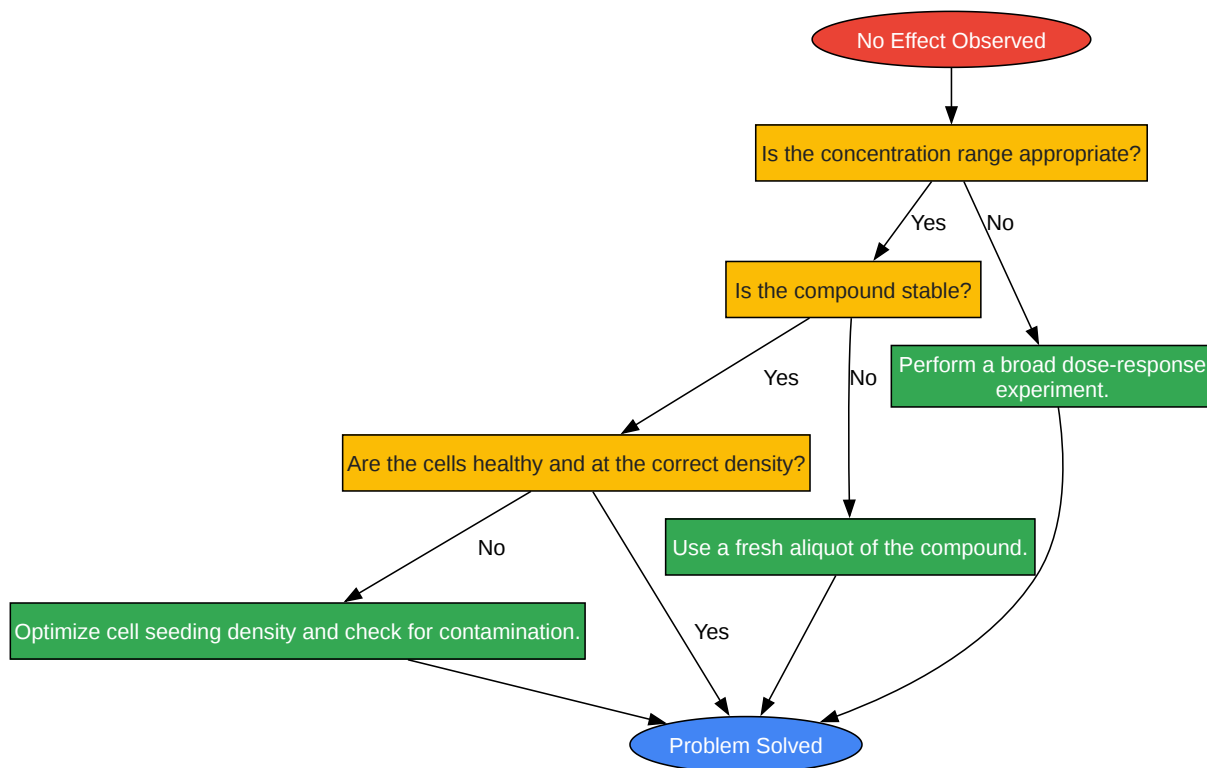 No Effect Observed
Is the concentration range appropriate?
Yes
No
Is the compound stable?
Perform a broad dose-response
experiment.
Yes
No
Are the cells healthy and at the correct density?
Use a fresh aliquot of the compound.
No
Optimize cell seeding density and check for contamination.
Yes
Problem Solved